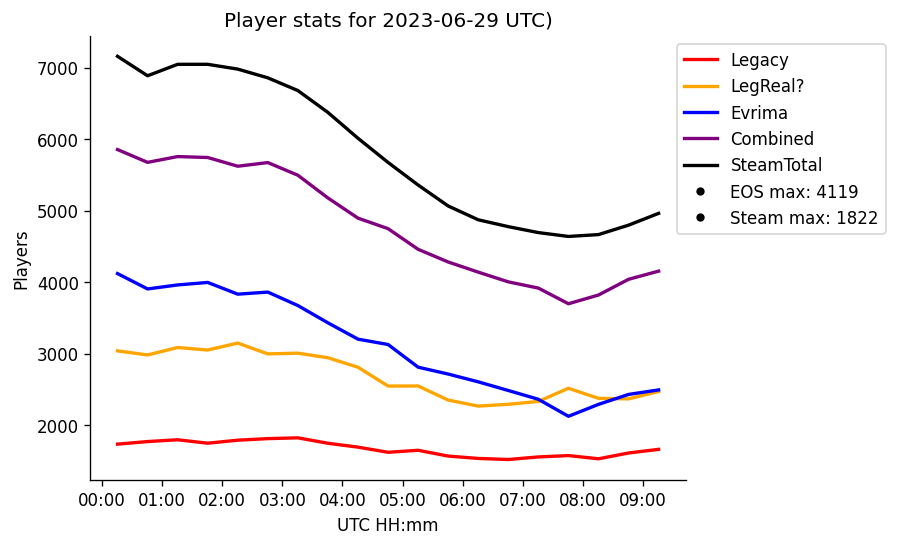 Player stats for 2023-06-29 UTC)
Legacy
LegReal?
Evrima
Combined
SteamTotal
EOS max: 4119
Steam max: 1822
7000
6000
5000
4000
3000
2000
Players
00:00 01:00 02:00 03:00 04:00 05:00 06:00 07:00 08:00 09:00
UTC HH:mm